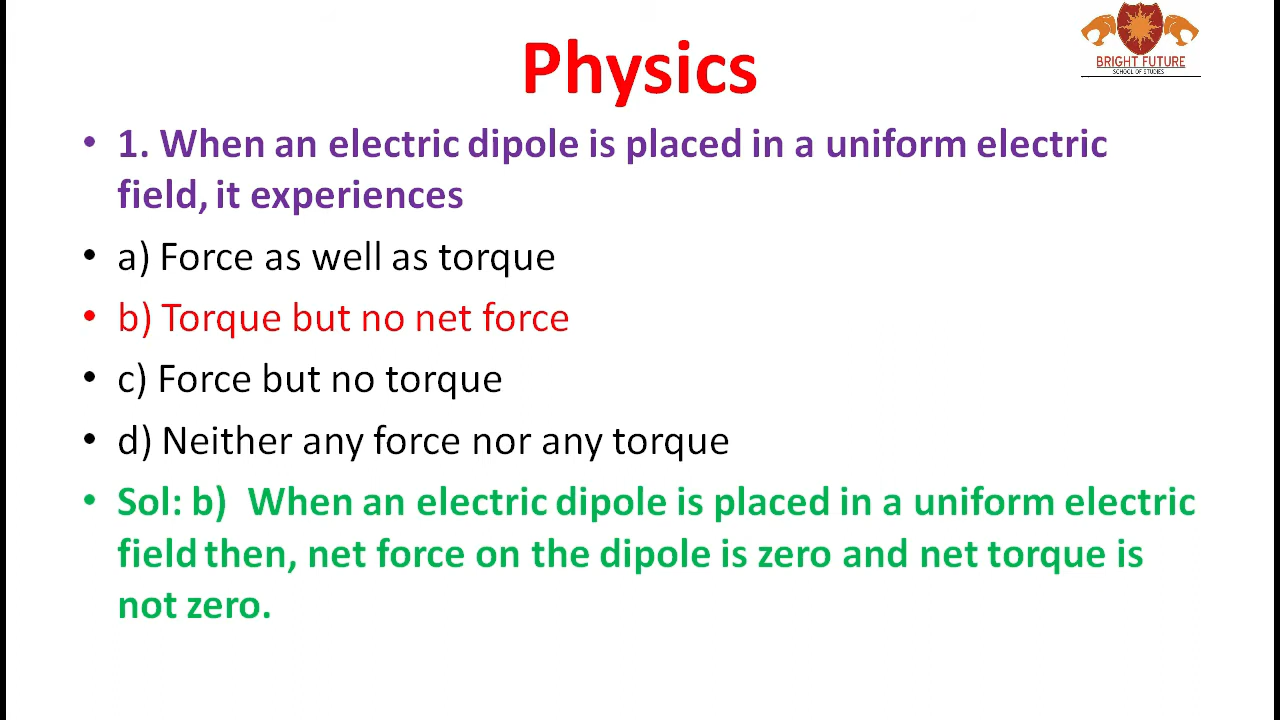 Physics
BRIGHT FUTURE
SCHOOL OF STUDIES
• 1. When an electric dipole is placed in a uniform electric
field, it experiences
• a) Force as well as torque
• b) Torque but no net force
• c) Force but no torque
• d) Neither any force nor any torque
• Sol: b) When an electric dipole is placed in a uniform electric
field then, net force on the dipole is zero and net torque is
not zero.